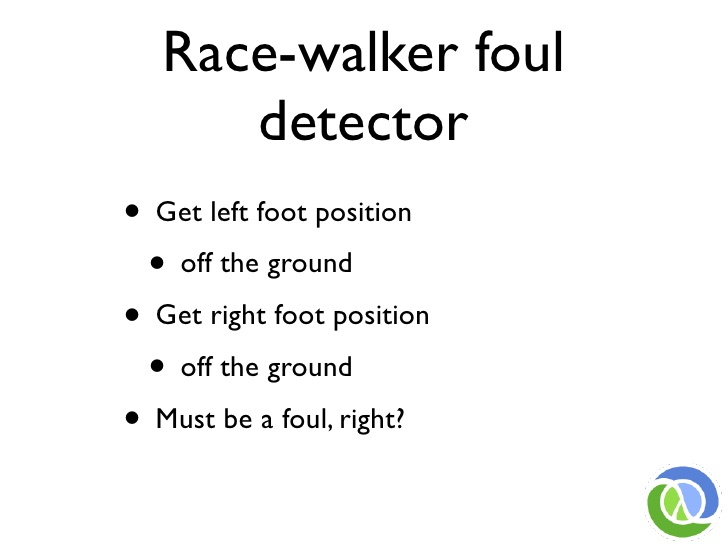 Race-walker foul
detector
• Get left foot position
• off the ground
• Get right foot position
• off the ground
• Must be a foul, right?